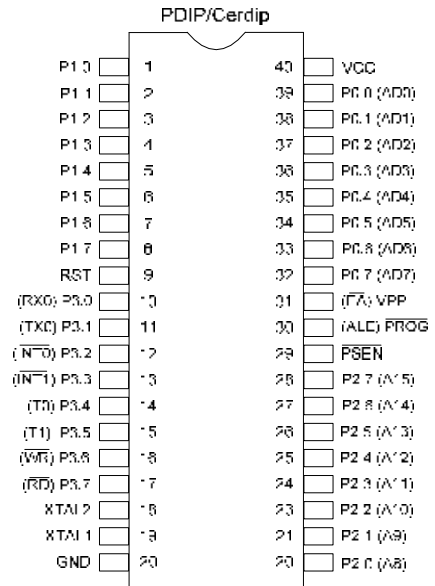 PDIP/Cerdip
P1.0 1 40 VCC
P1.1 2 39 P0.0 (AD0)
P1.2 3 38 P0.1 (AD1)
P1.3 4 37 P0.2 (AD2)
P1.4 5 36 P0.3 (AD3)
P1.5 6 35 P0.4 (AD4)
P1.6 7 34 P0.5 (AD5)
P1.7 8 33 P0.6 (AD6)
RST 9 32 P0.7 (AD7)
(RX0) P3.0 10 31 (EA) VPP
(TX0) P3.1 11 30 (ALE) PROG
(INT0) P3.2 12 29 PSEN
(INT1) P3.3 13 28 P2.7 (A15)
(T0) P3.4 14 27 P2.6 (A14)
(T1) P3.5 15 26 P2.5 (A13)
(WR) P3.6 16 25 P2.4 (A12)
(RD) P3.7 17 24 P2.3 (A11)
XTAL2 18 23 P2.2 (A10)
XTAL1 19 21 P2.1 (A9)
GND 20 P2.0 (A8)